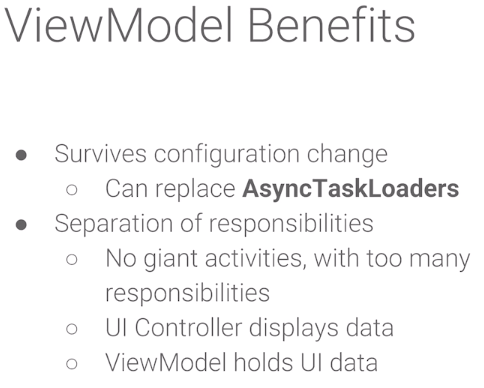 ViewModel Benefits
● Survives configuration change
○ Can replace AsyncTaskLoaders
● Separation of responsibilities
○ No giant activities, with too many
responsibilities
○ UI Controller displays data
○ ViewModel holds UI data